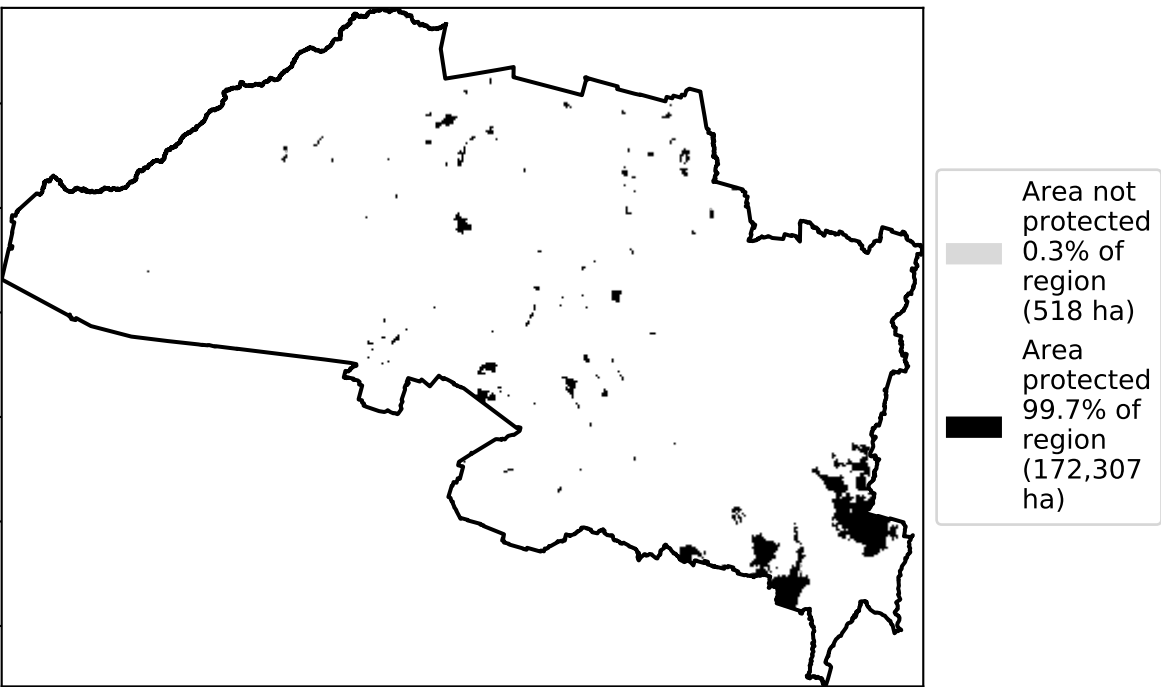 Area not
protected
0.3% of
region
(518 ha)
Area
protected
99.7% of
region
(172,307
ha)